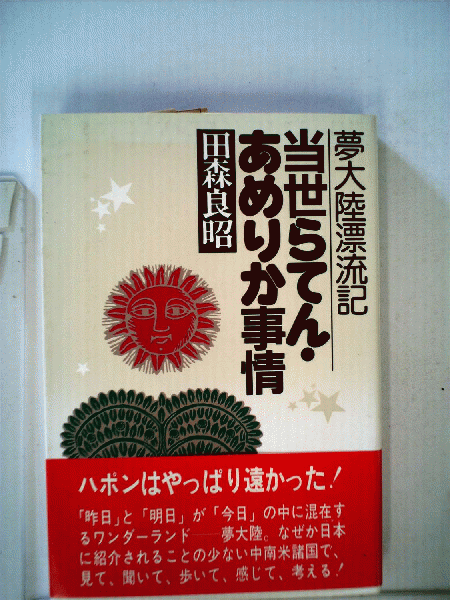 夢大陸漂流記
当世らてん・
あめりか事情
田森良昭
ハポンはやっぱり遠かった!
「昨日」と「明日」が「今日」の中に混在す
るワンダーランド──夢大陸。なぜか日本
に紹介されることの少ない中南米諸国で、
見て、聞いて、歩いて、感じて、考える!